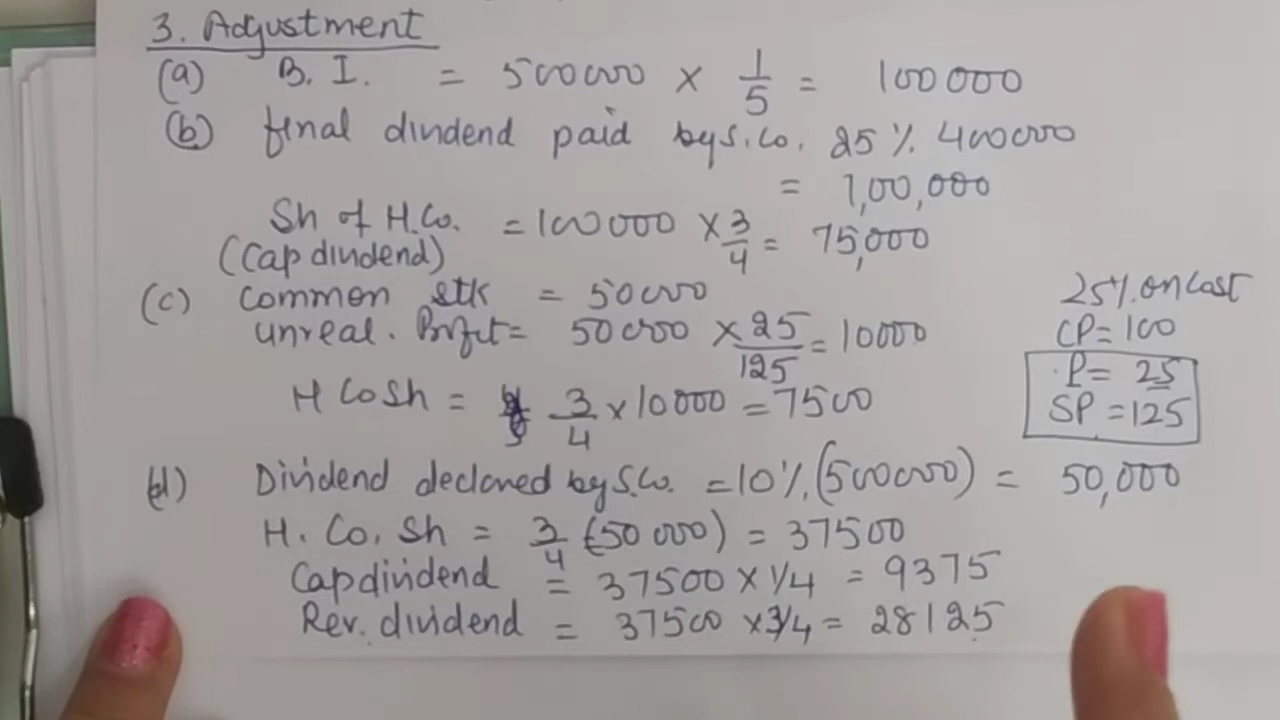 3. Adjustment
(a) B. I. = 500000 × 1/5 = 100000
(b) final dividend paid by S. Co. 25 % 400000
= 1,00,000
Sh of H.Co. = 100000 × 3/4 = 75,000
(Cap dividend)
(c) Common stk = 50000
unreal. Profit = 50000 × 25/125 = 10000
H Co Sh = 3/4 × 10000 = 7500
25% on Cost
CP = 100
P = 25
SP = 125
(d) Dividend declared by S.Co. = 10% (500000) = 50,000
H. Co. Sh = 3/4 (50 000) = 37500
Cap dividend = 37500 × 1/4 = 9375
Rev. dividend = 37500 × 3/4 = 28125